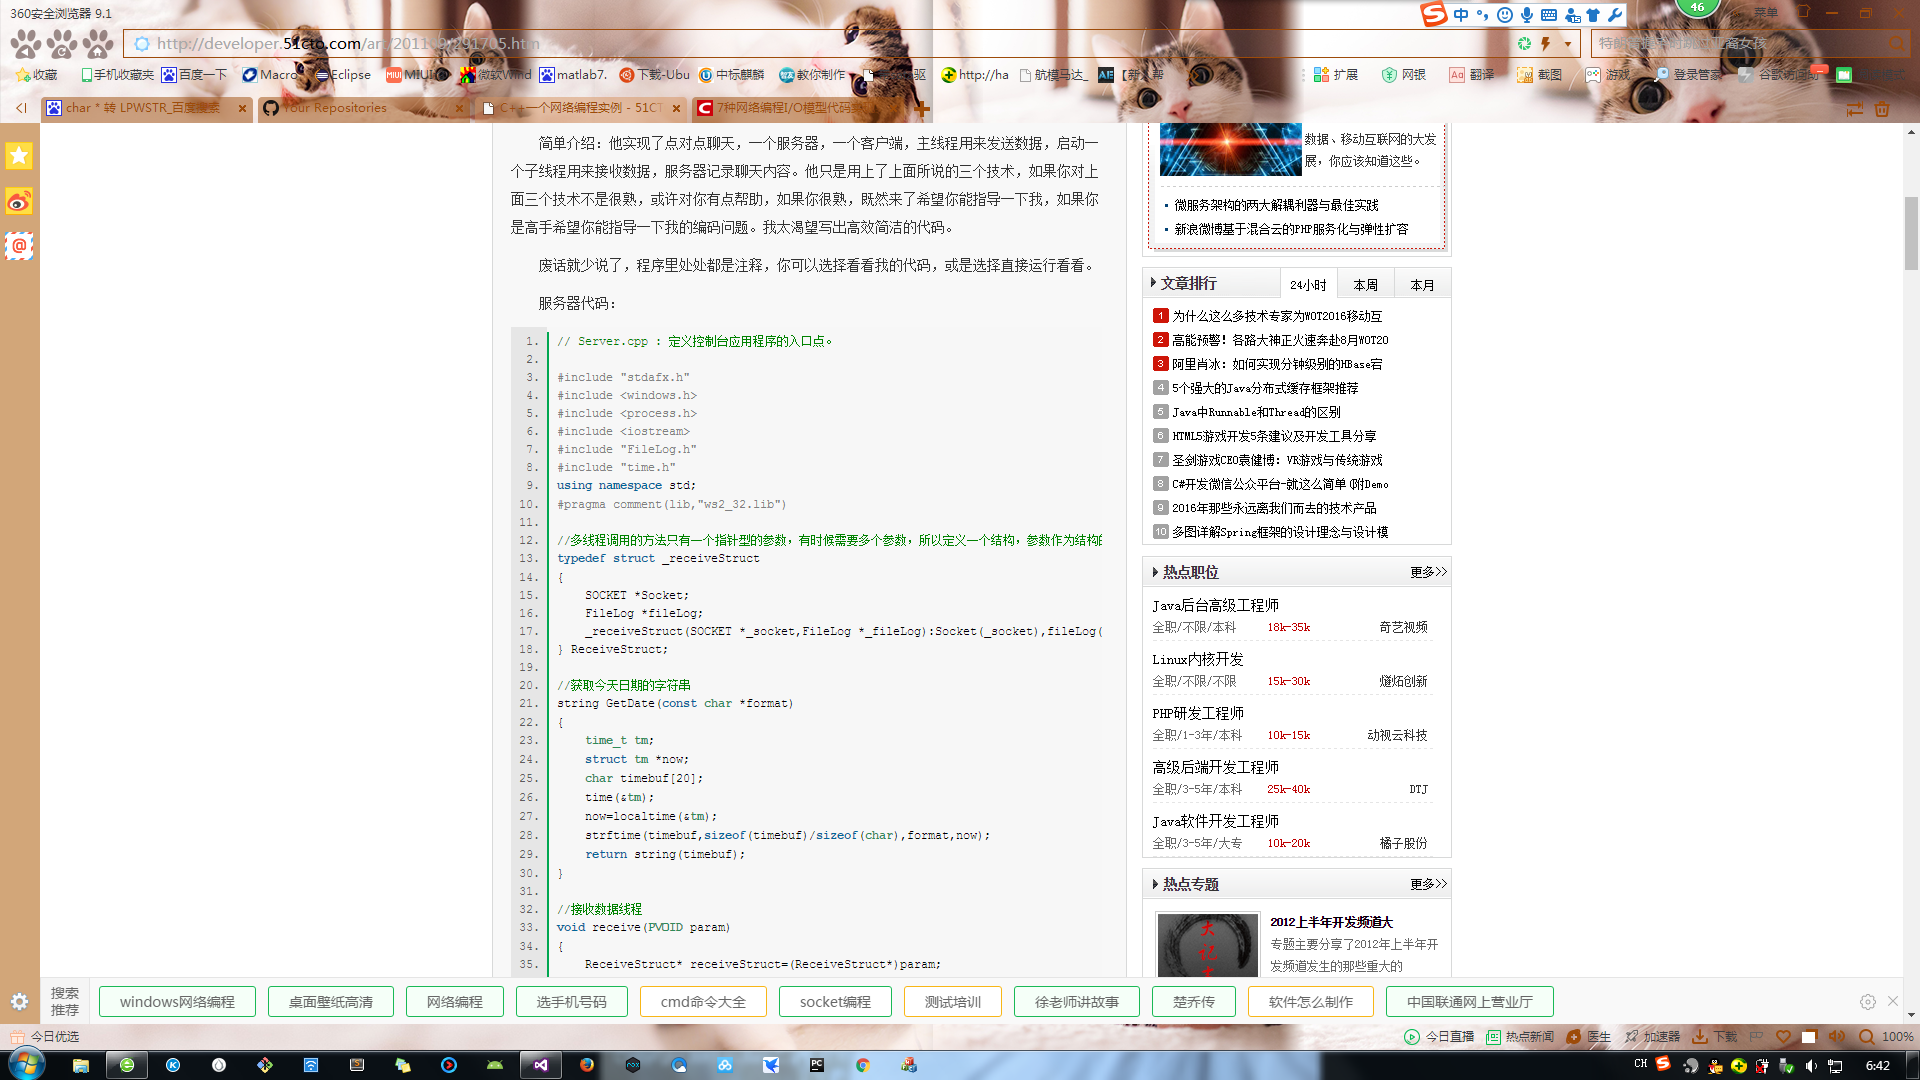 360安全浏览器 9.1
中
46
菜单
http://developer.51cto.com/art/201109/291705.htm
收藏
手机收藏夹
百度一下
Macro
Eclipse
MIUI
微软Wind
matlab7.
下载-Ubu
中标麒麟
教你制作
http://ha
航模马达_
扩展
网银
翻译
截图
游戏
登录管家
char * 转 LPWSTR_百度搜索
Your Repositories
C++一个网络编程实例 - 51CT
7种网络编程I/O模型代码实
简单介绍：他实现了点对点聊天，一个服务器，一个客户端，主线程用来发送数据，启动一
个子线程用来接收数据，服务器记录聊天内容。他只是用上了上面所说的三个技术，如果你对上
面三个技术不是很熟，或许对你有点帮助，如果你很熟，既然来了希望你能指导一下我，如果你
是高手希望你能指导一下我的编码问题。我太渴望写出高效简洁的代码。
废话就少说了，程序里处处都是注释，你可以选择看看我的代码，或是选择直接运行看看。
服务器代码：
1. // Server.cpp : 定义控制台应用程序的入口点。
2.
3. #include "stdafx.h"
4. #include <windows.h>
5. #include <process.h>
6. #include <iostream>
7. #include "FileLog.h"
8. #include "time.h"
9. using namespace std;
10. #pragma comment(lib,"ws2_32.lib")
11.
12. //多线程调用的方法只有一个指针型的参数，有时候需要多个参数，所以定义一个结构，参数作为结构的
13. typedef struct _receiveStruct
14. {
15. SOCKET *Socket;
16. FileLog *fileLog;
17. _receiveStruct(SOCKET *_socket,FileLog *_fileLog):Socket(_socket),fileLog(
18. } ReceiveStruct;
19.
20. //获取今天日期的字符串
21. string GetDate(const char *format)
22. {
23. time_t tm;
24. struct tm *now;
25. char timebuf[20];
26. time(&tm);
27. now=localtime(&tm);
28. strftime(timebuf,sizeof(timebuf)/sizeof(char),format,now);
29. return string(timebuf);
30. }
31.
32. //接收数据线程
33. void receive(PVOID param)
34. {
35. ReceiveStruct* receiveStruct=(ReceiveStruct*)param;
数据、移动互联网的大发
展，你应该知道这些。
微服务架构的两大解耦利器与最佳实践
新浪微博基于混合云的PHP服务化与弹性扩容
文章排行 24小时 本周 本月
1 为什么这么多技术专家为WOT2016移动互
2 高能预警！各路大神正火速奔赴8月WOT20
3 阿里肖冰：如何实现分钟级别的HBase宕
4 5个强大的Java分布式缓存框架推荐
5 Java中Runnable和Thread的区别
6 HTML5游戏开发5条建议及开发工具分享
7 圣剑游戏CEO袁健博：VR游戏与传统游戏
8 C#开发微信公众平台-就这么简单(附Demo
9 2016年那些永远离我们而去的技术产品
10 多图详解Spring框架的设计理念与设计模
热点职位 更多>>
Java后台高级工程师
全职/不限/本科 18k-35k 奇艺视频
Linux内核开发
全职/不限/不限 15k-30k 燧炻创新
PHP研发工程师
全职/1-3年/本科 10k-15k 动视云科技
高级后端开发工程师
全职/3-5年/本科 25k-40k DTJ
Java软件开发工程师
全职/3-5年/大专 10k-20k 橘子股份
热点专题 更多>>
2012上半年开发频道大
专题主要分享了2012年上半年开
发频道发生的那些重大的
搜索
推荐
windows网络编程
桌面壁纸高清
网络编程
选手机号码
cmd命令大全
socket编程
测试培训
徐老师讲故事
楚乔传
软件怎么制作
中国联通网上营业厅
今日优选
今日直播
热点新闻
医生
加速器
下载
100%
CH
6:42